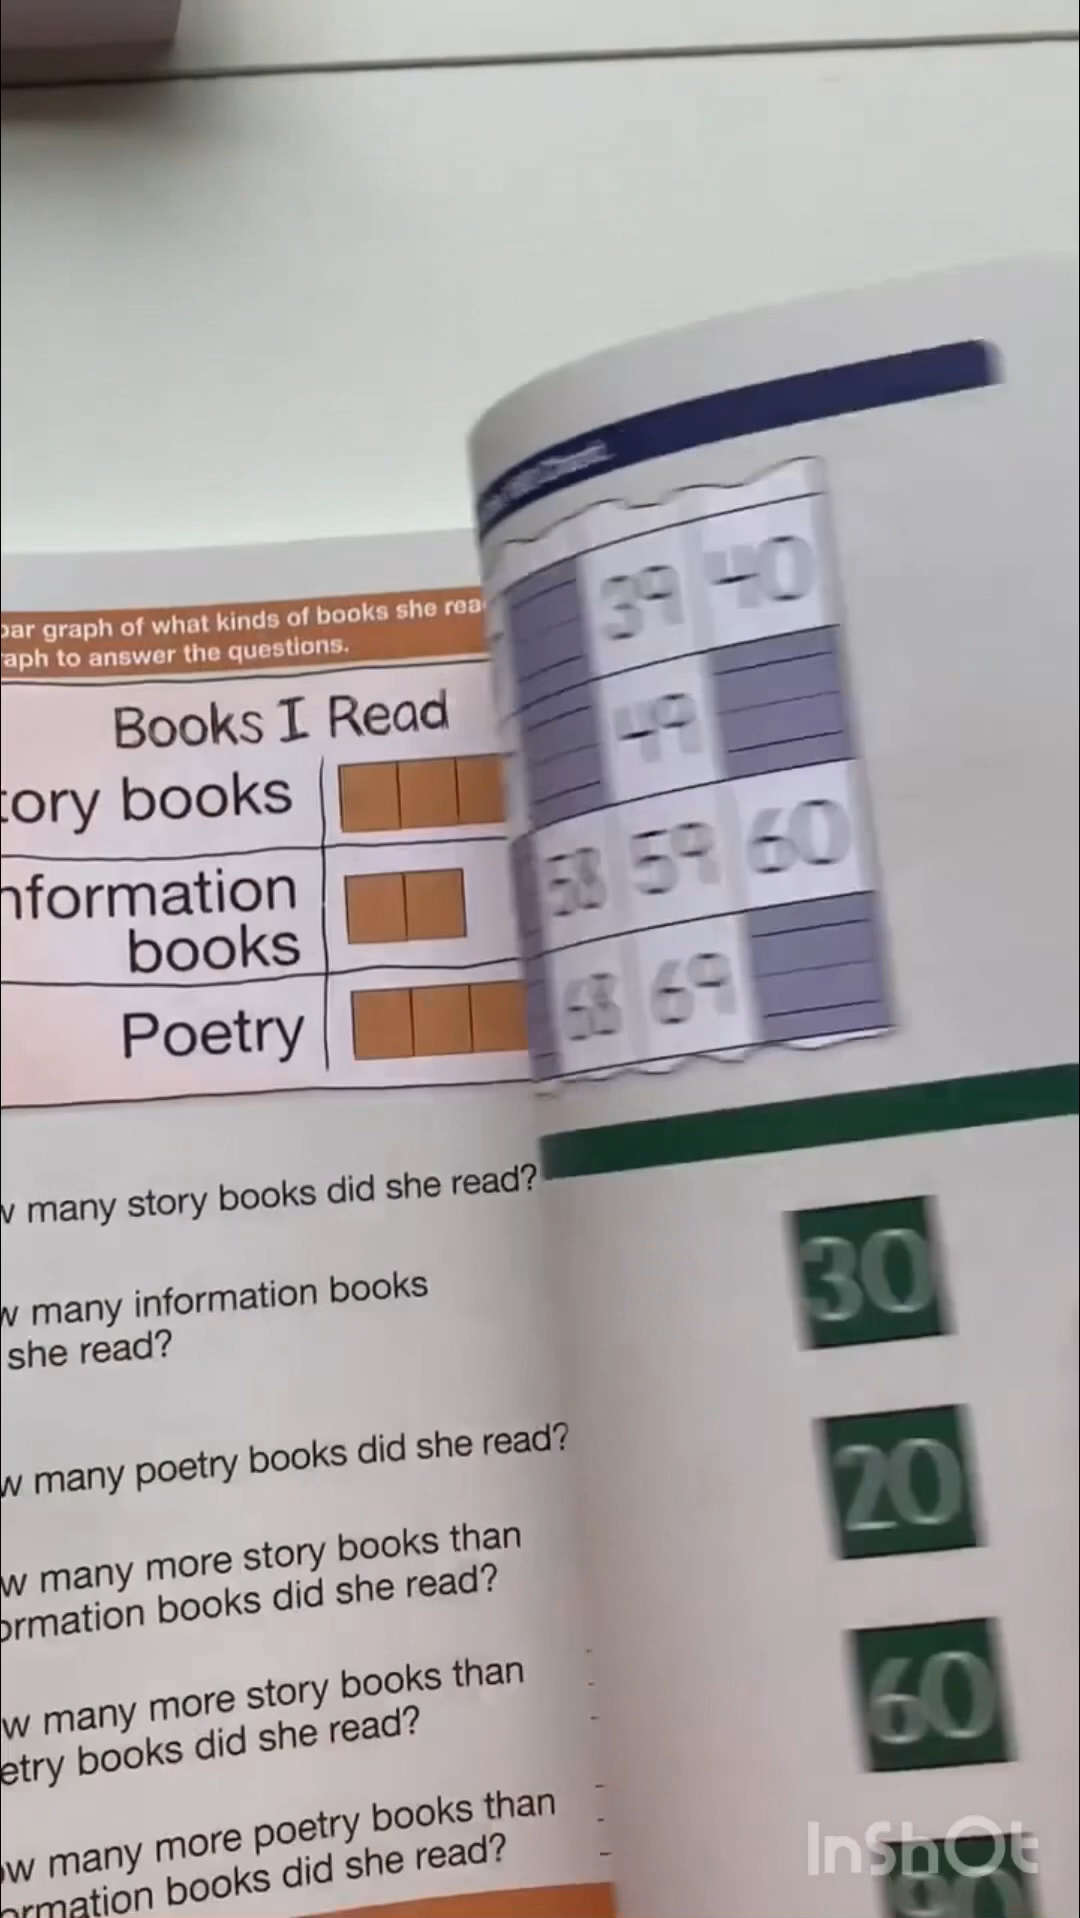 bar graph of what kinds of books she rea
aph to answer the questions.
Books I Read
tory books
nformation
books
Poetry
w many story books did she read?
w many information books
she read?
w many poetry books did she read?
w many more story books than
ormation books did she read?
w many more story books than
etry books did she read?
ow many more poetry books than
ormation books did she read?
39 40
49
58 59 60
68 69
30
20
60
InShOt